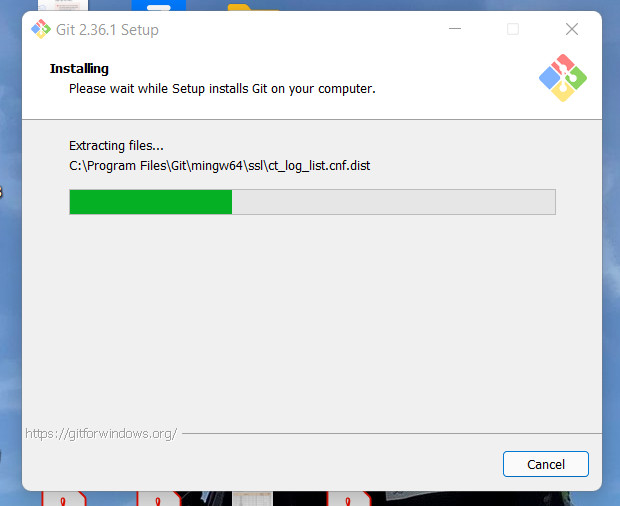 Git 2.36.1 Setup
Installing
Please wait while Setup installs Git on your computer.
Extracting files...
C:\Program Files\Git\mingw64\ssl\ct_log_list.cnf.dist
https://gitforwindows.org/
Cancel